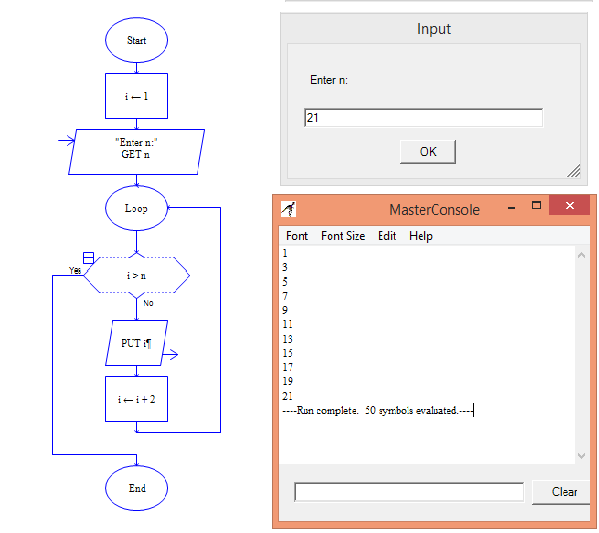 Start
i ← 1
"Enter n:"
GET n
Loop
Yes
i > n
No
PUT i¶
i ← i + 2
End
Input
Enter n:
21
OK
MasterConsole
Font Font Size Edit Help
1
3
5
7
9
11
13
15
17
19
21
----Run complete. 50 symbols evaluated.----
Clear